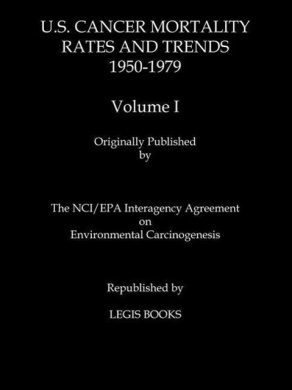 U.S. CANCER MORTALITY
RATES AND TRENDS
1950-1979
Volume I
Originally Published
by
The NCI/EPA Interagency Agreement
on
Environmental Carcinogenesis
Republished by
LEGIS BOOKS